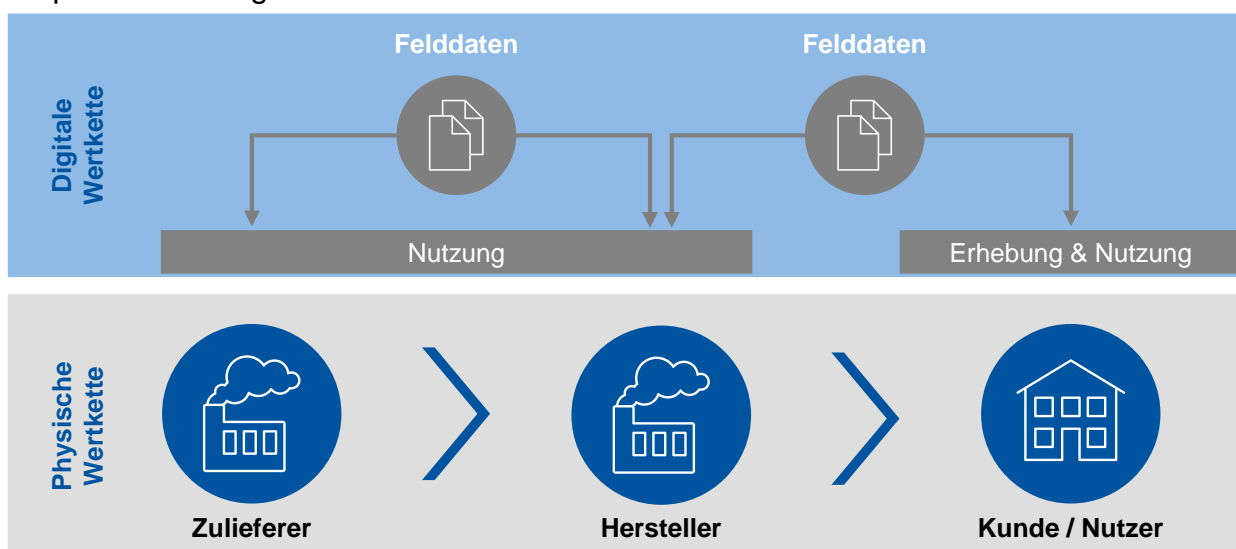 Felddaten
Felddaten
Digitale
Wertkette
Nutzung
Erhebung & Nutzung
Physische
Wertkette
Zulieferer
Hersteller
Kunde / Nutzer